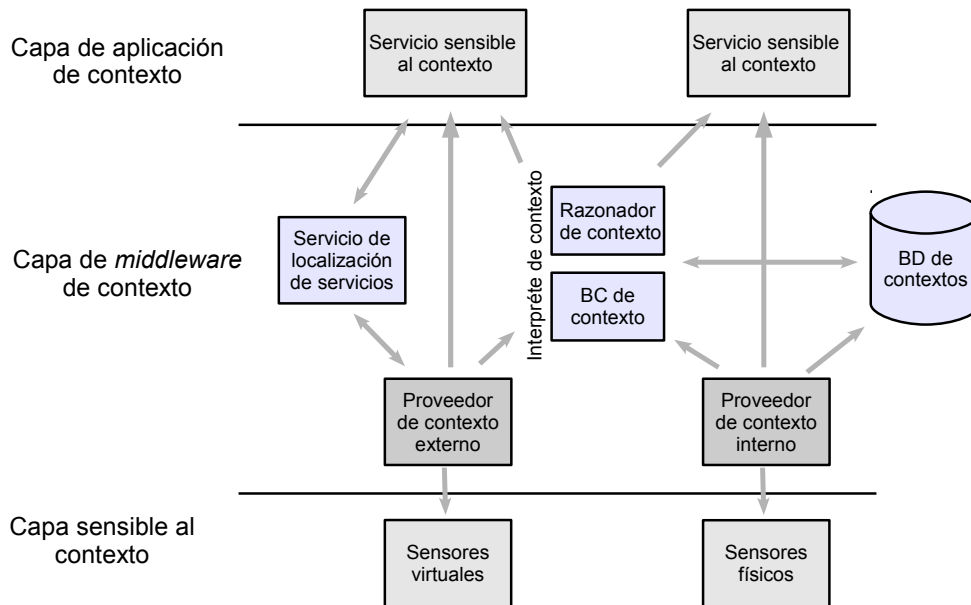 Capa de aplicación
de contexto
Servicio sensible
al contexto
Servicio sensible
al contexto
Capa de middleware
de contexto
Servicio de
localización
de servicios
Interpréte de contexto
Razonador
de contexto
BC de
contexto
BD de
contextos
Proveedor
de contexto
externo
Proveedor
de contexto
interno
Capa sensible al
contexto
Sensores
virtuales
Sensores
físicos